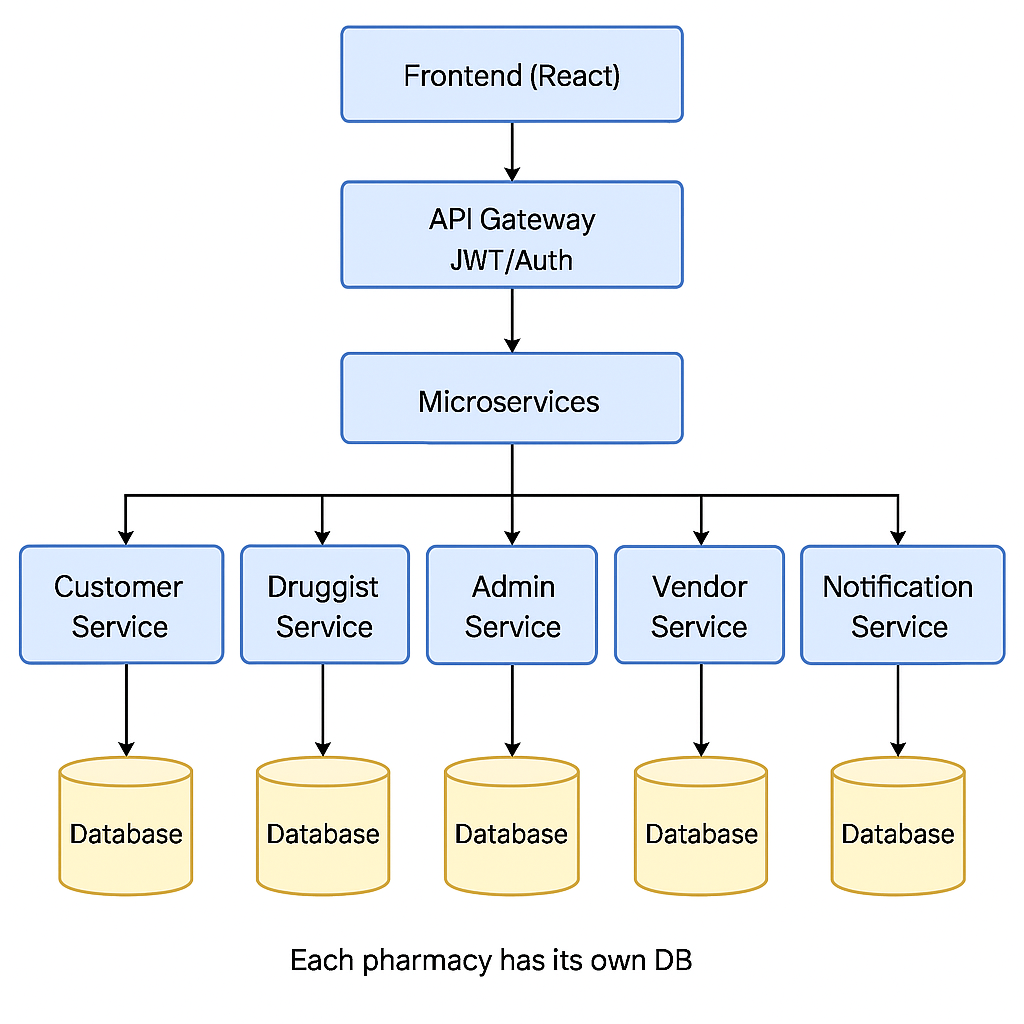 Frontend (React)
API Gateway
JWT/Auth
Microservices
Customer
Service
Druggist
Service
Admin
Service
Vendor
Service
Notification
Service
Database
Database
Database
Database
Database
Each pharmacy has its own DB